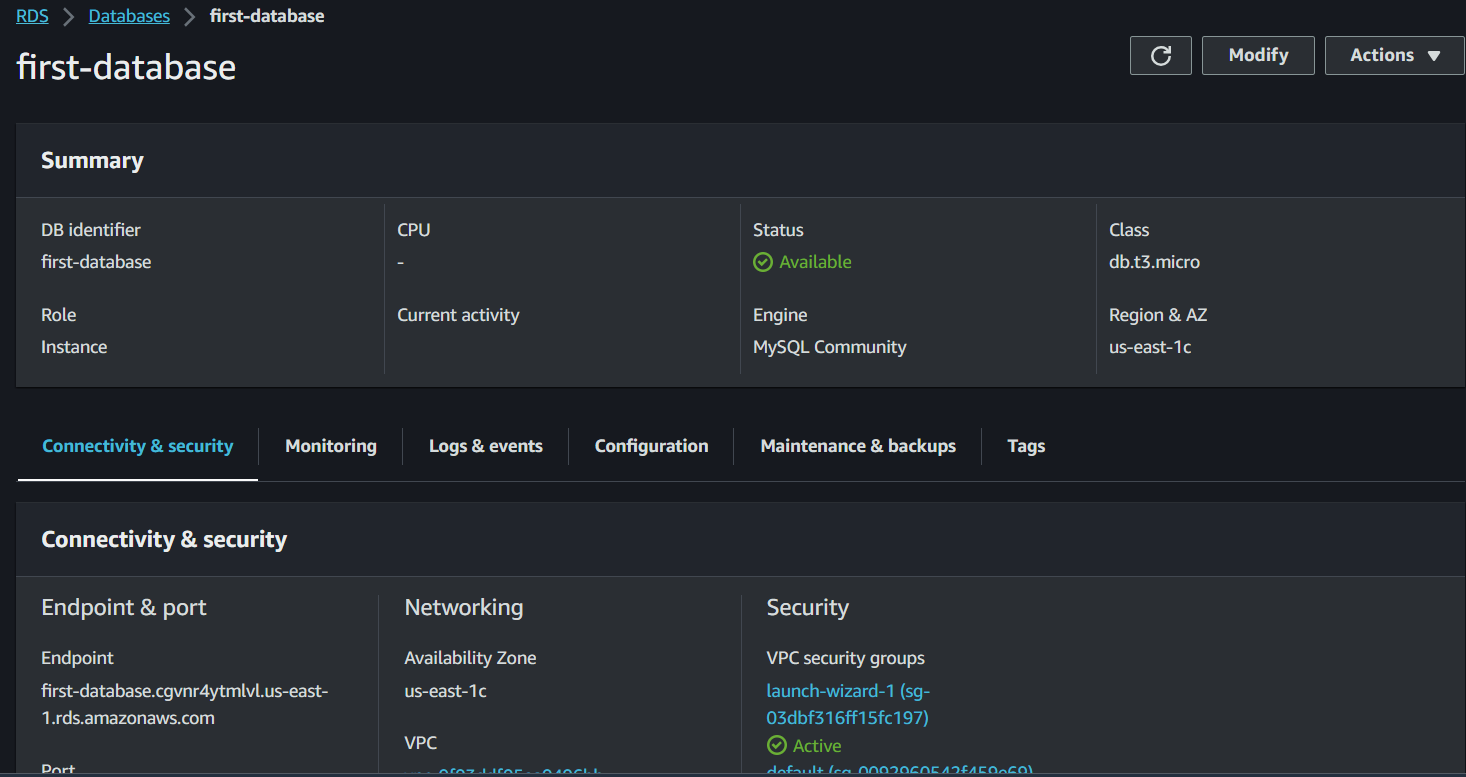 RDS > Databases > first-database
first-database
Modify
Actions
Summary
DB identifier
first-database
CPU
-
Status
Available
Class
db.t3.micro
Role
Instance
Current activity
Engine
MySQL Community
Region & AZ
us-east-1c
Connectivity & security
Monitoring
Logs & events
Configuration
Maintenance & backups
Tags
Connectivity & security
Endpoint & port
Endpoint
first-database.cgvnr4ytmlvl.us-east-
1.rds.amazonaws.com
Port
Networking
Availability Zone
us-east-1c
VPC
Security
VPC security groups
launch-wizard-1 (sg-
03dbf316ff15fc197)
Active
default (sg-0092960542f459e69)